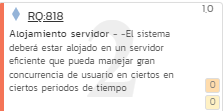 1.0
RQ:818
Alojamiento servidor - -El sistema
deberá estar alojado en un servidor
eficiente que pueda manejar gran
concurrencia de usuario en ciertos en
ciertos periodos de tiempo
2
0
0